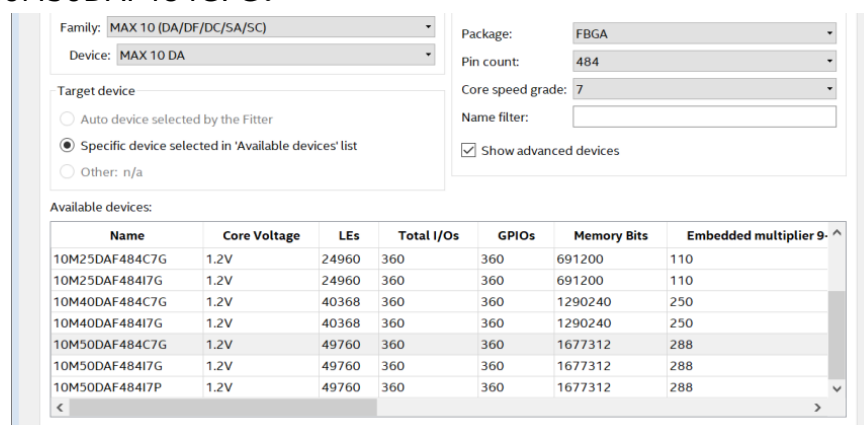 Family: MAX 10 (DA/DF/DC/SA/SC)
Device: MAX 10 DA
Package: FBGA
Pin count: 484
Core speed grade: 7
Name filter:
Show advanced devices
Target device
Auto device selected by the Fitter
Specific device selected in 'Available devices' list
Other: n/a
Available devices:
Name Core Voltage LEs Total I/Os GPIOs Memory Bits Embedded multiplier 9-
10M25DAF484C7G 1.2V 24960 360 360 691200 110
10M25DAF484I7G 1.2V 24960 360 360 691200 110
10M40DAF484C7G 1.2V 40368 360 360 1290240 250
10M40DAF484I7G 1.2V 40368 360 360 1290240 250
10M50DAF484C7G 1.2V 49760 360 360 1677312 288
10M50DAF484I7G 1.2V 49760 360 360 1677312 288
10M50DAF484I7P 1.2V 49760 360 360 1677312 288